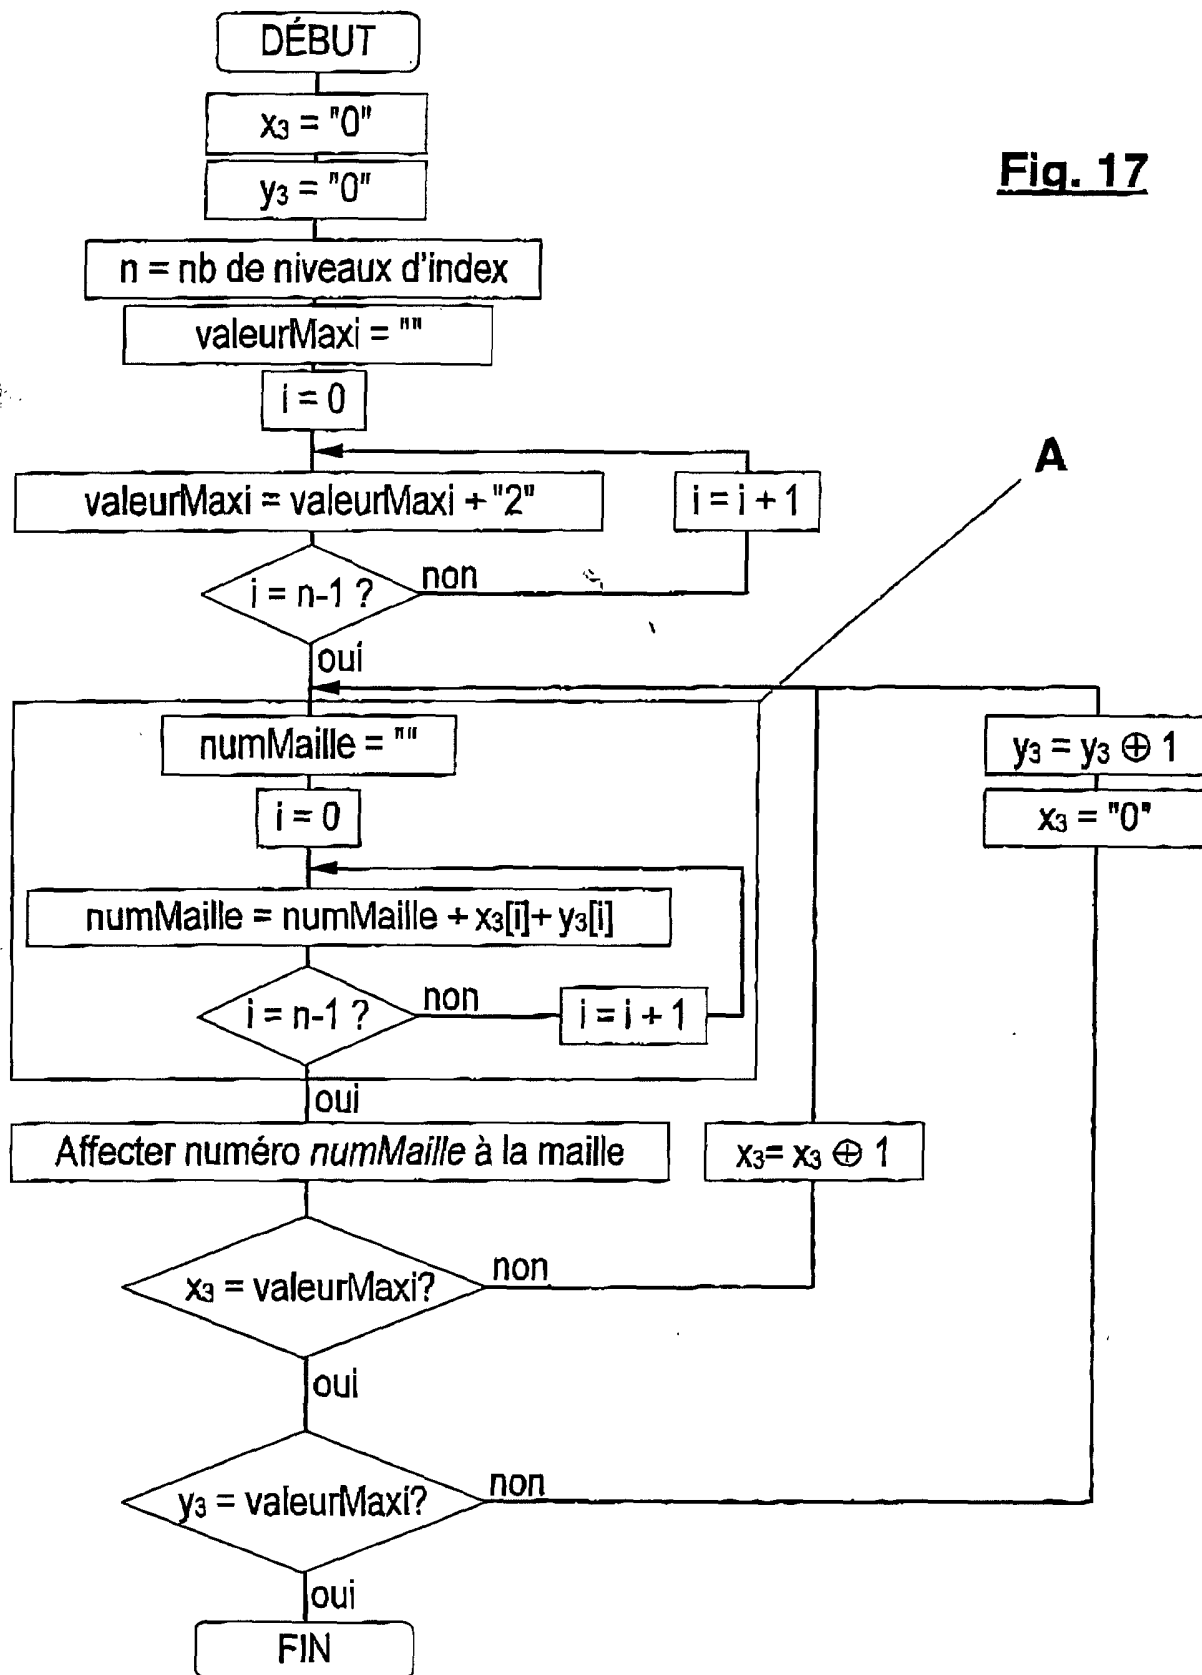 DÉBUT
x₃ = "0"
y₃ = "0"
Fig. 17
n = nb de niveaux d'index
valeurMaxi = ""
i = 0
A
valeurMaxi = valeurMaxi + "2"
i = i + 1
i = n-1 ?
non
oui
numMaille = ""
y₃ = y₃ ⊕ 1
i = 0
x₃ = "0"
numMaille = numMaille + x₃[i]+ y₃[i]
i = n-1 ?
non
i = i + 1
oui
Affecter numéro numMaille à la maille
x₃= x₃ ⊕ 1
x₃ = valeurMaxi?
non
oui
y₃ = valeurMaxi?
non
oui
FIN